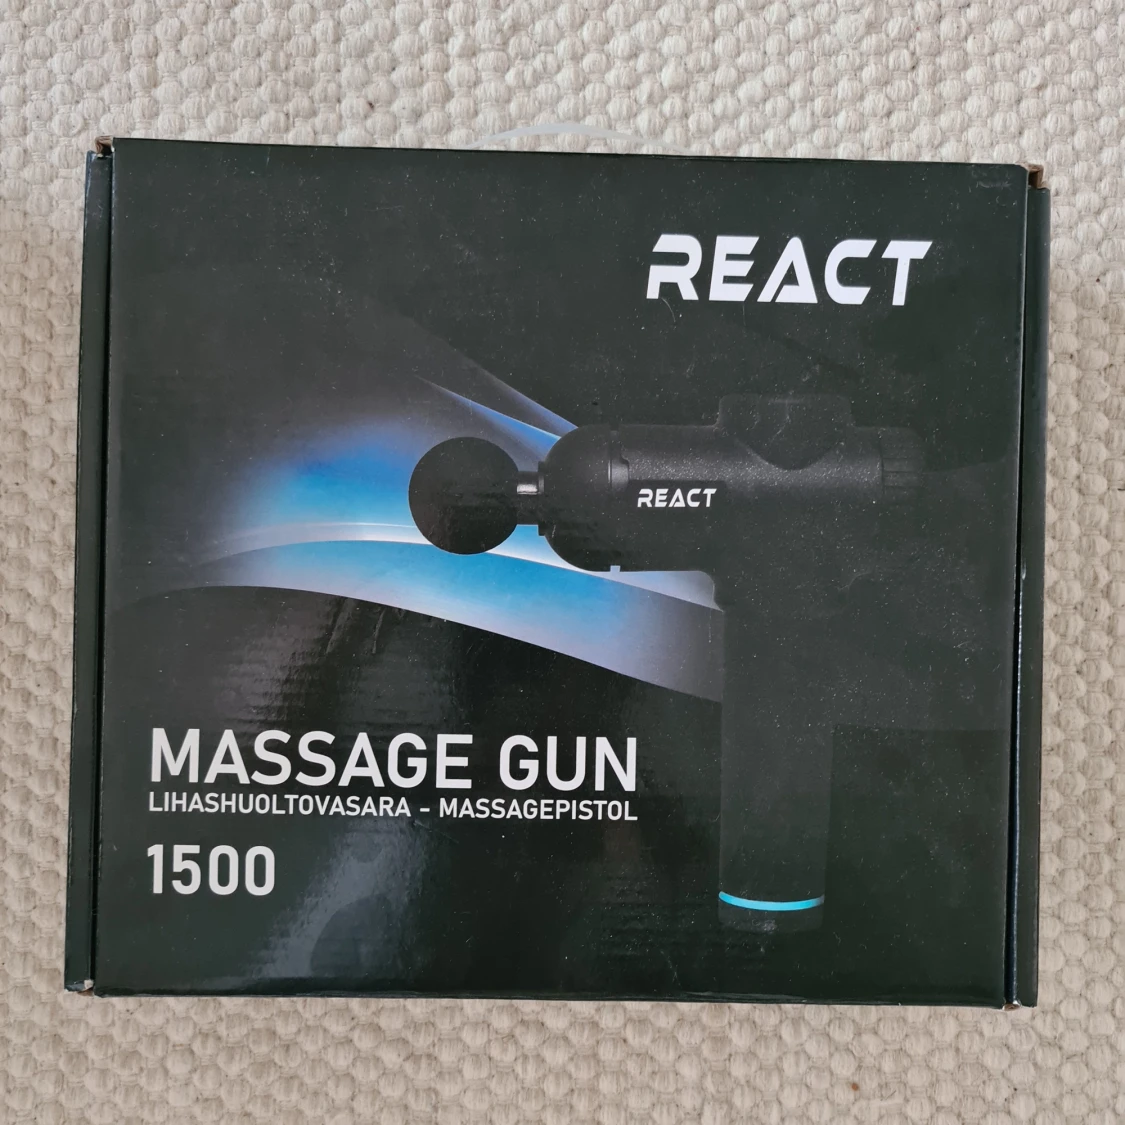 REACT
REACT
MASSAGE GUN
LIHASHUOLTOVASARA - MASSAGEPISTOL
1500